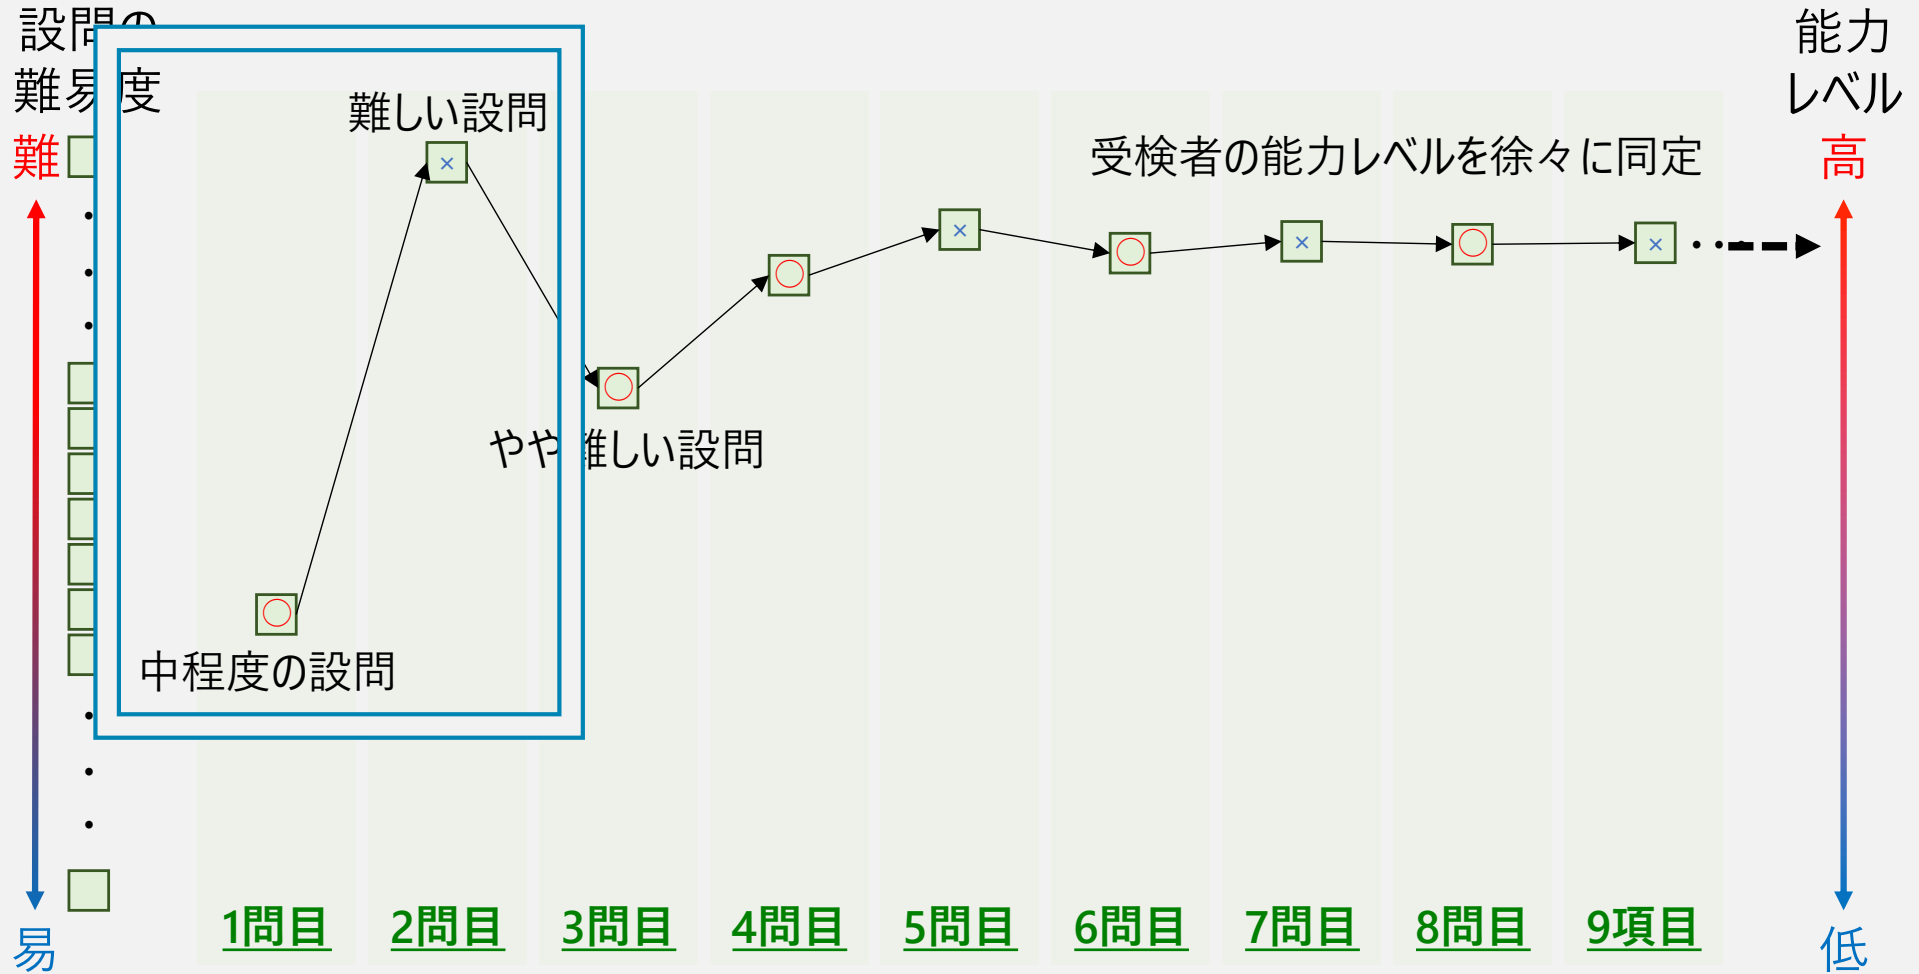 設問の
難易度
難
易
難しい設問
やや難しい設問
中程度の設問
受検者の能力レベルを徐々に同定
能力
レベル
高
低
1問目 2問目 3問目 4問目 5問目 6問目 7問目 8問目 9項目